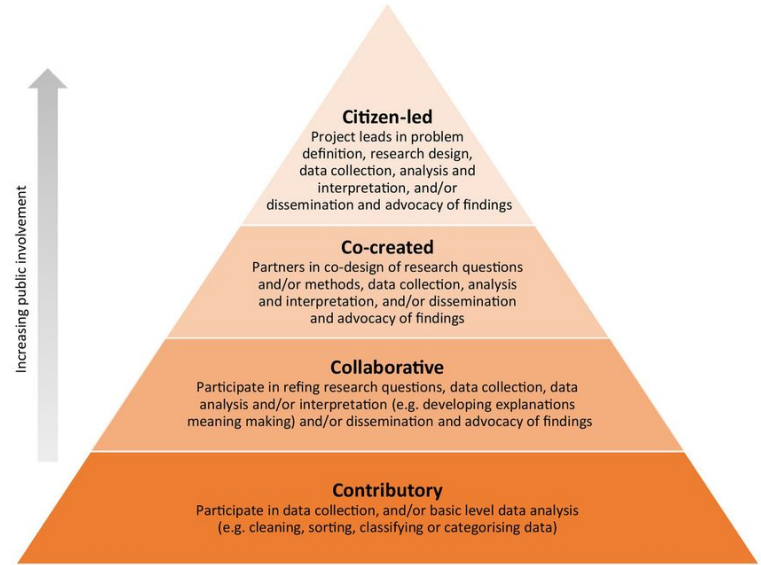 Citizen-led
Project leads in problem
definition, research design,
data collection, analysis and
interpretation, and/or
dissemination and advocacy of findings
Co-created
Partners in co-design of research questions
and/or methods, data collection, analysis
and interpretation, and/or dissemination
and advocacy of findings
Collaborative
Participate in refing research questions, data collection, data
analysis and/or interpretation (e.g. developing explanations
meaning making) and/or dissemination and advocacy of findings
Contributory
Participate in data collection, and/or basic level data analysis
(e.g. cleaning, sorting, classifying or categorising data)
Increasing public involvement